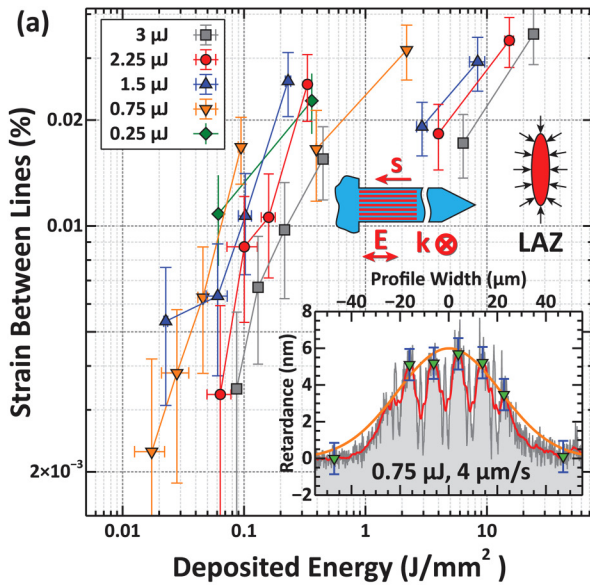 (a)
3 µJ
2.25 µJ
1.5 µJ
0.75 µJ
0.25 µJ
Strain Between Lines (%)
0.02
0.01
2×10⁻³
s
E
k ⊗
LAZ
Profile Width (µm)
-40 -20 0 20 40
Retardance (nm)
8
6
4
2
0
−2
0.75 µJ, 4 µm/s
0.01 0.1 1 10
Deposited Energy (J/mm²)